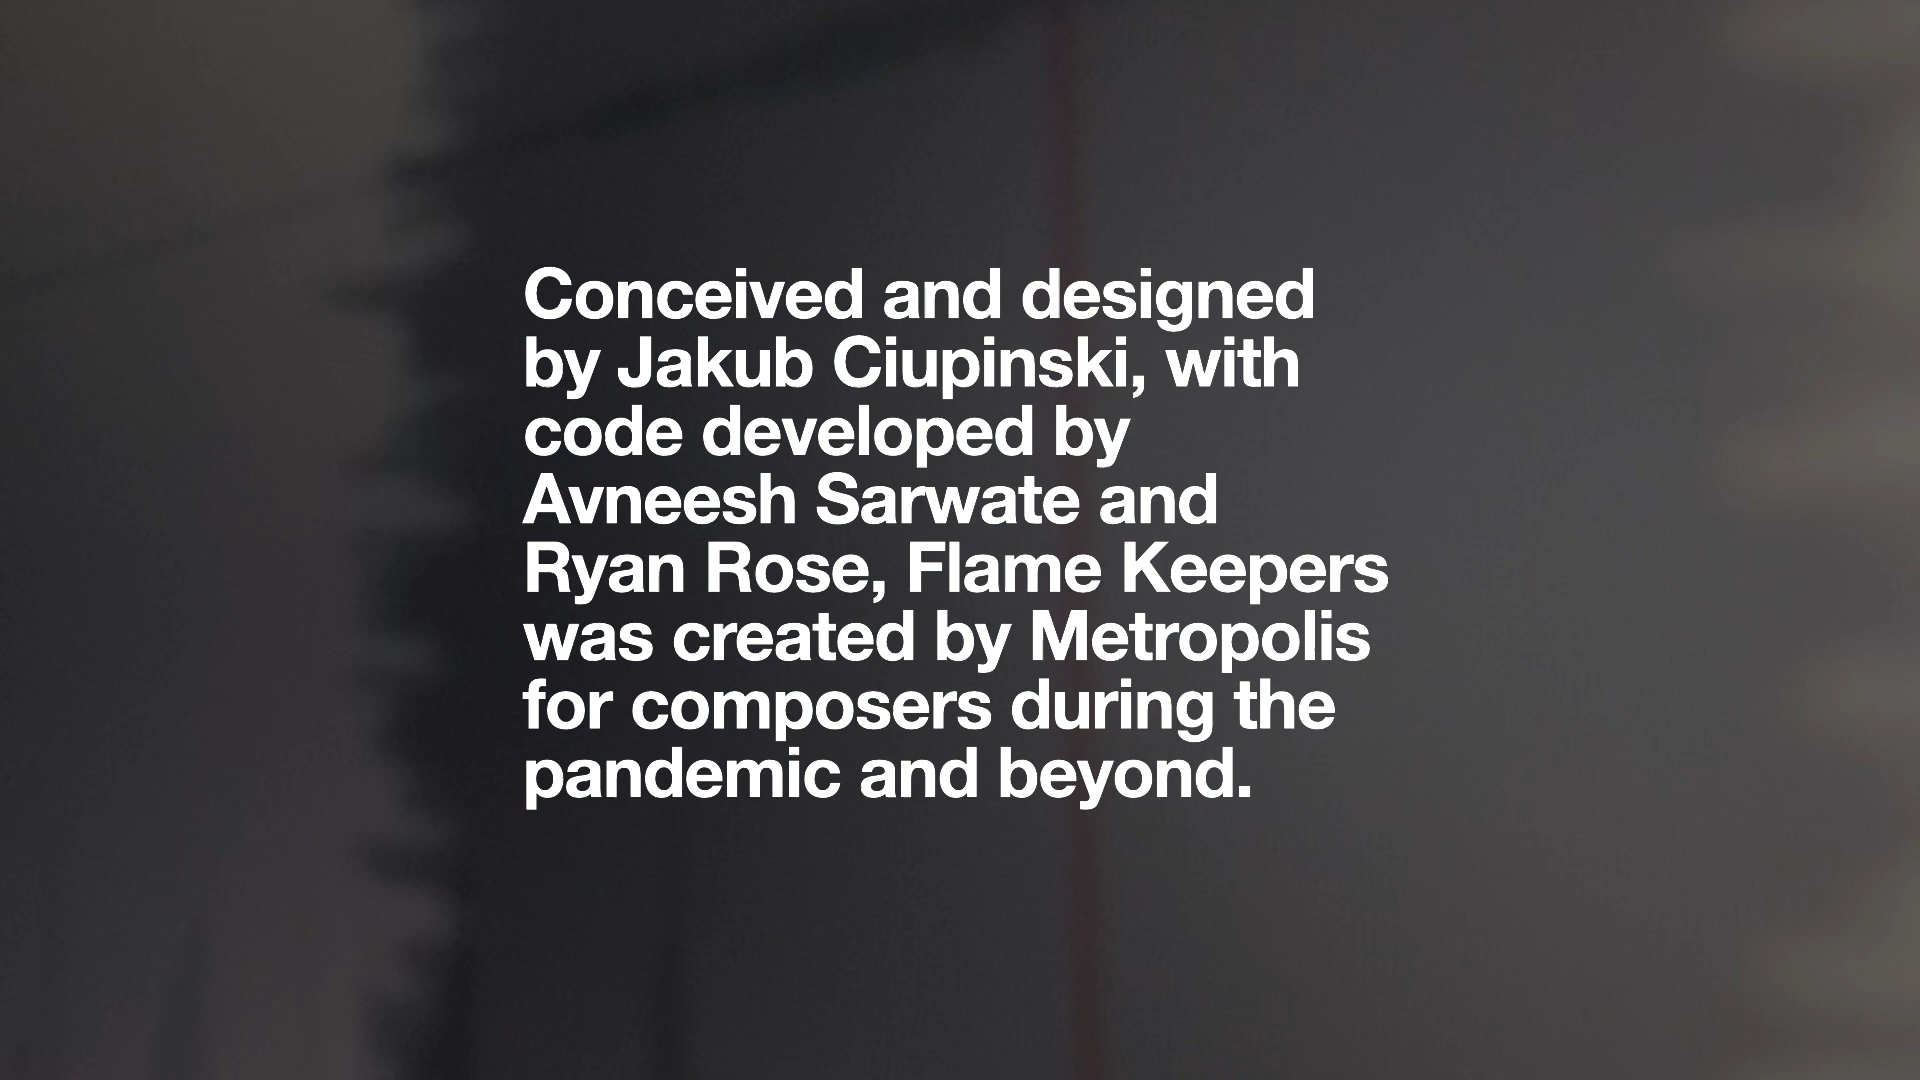 Conceived and designed
by Jakub Ciupinski, with
code developed by
Avneesh Sarwate and
Ryan Rose, Flame Keepers
was created by Metropolis
for composers during the
pandemic and beyond.